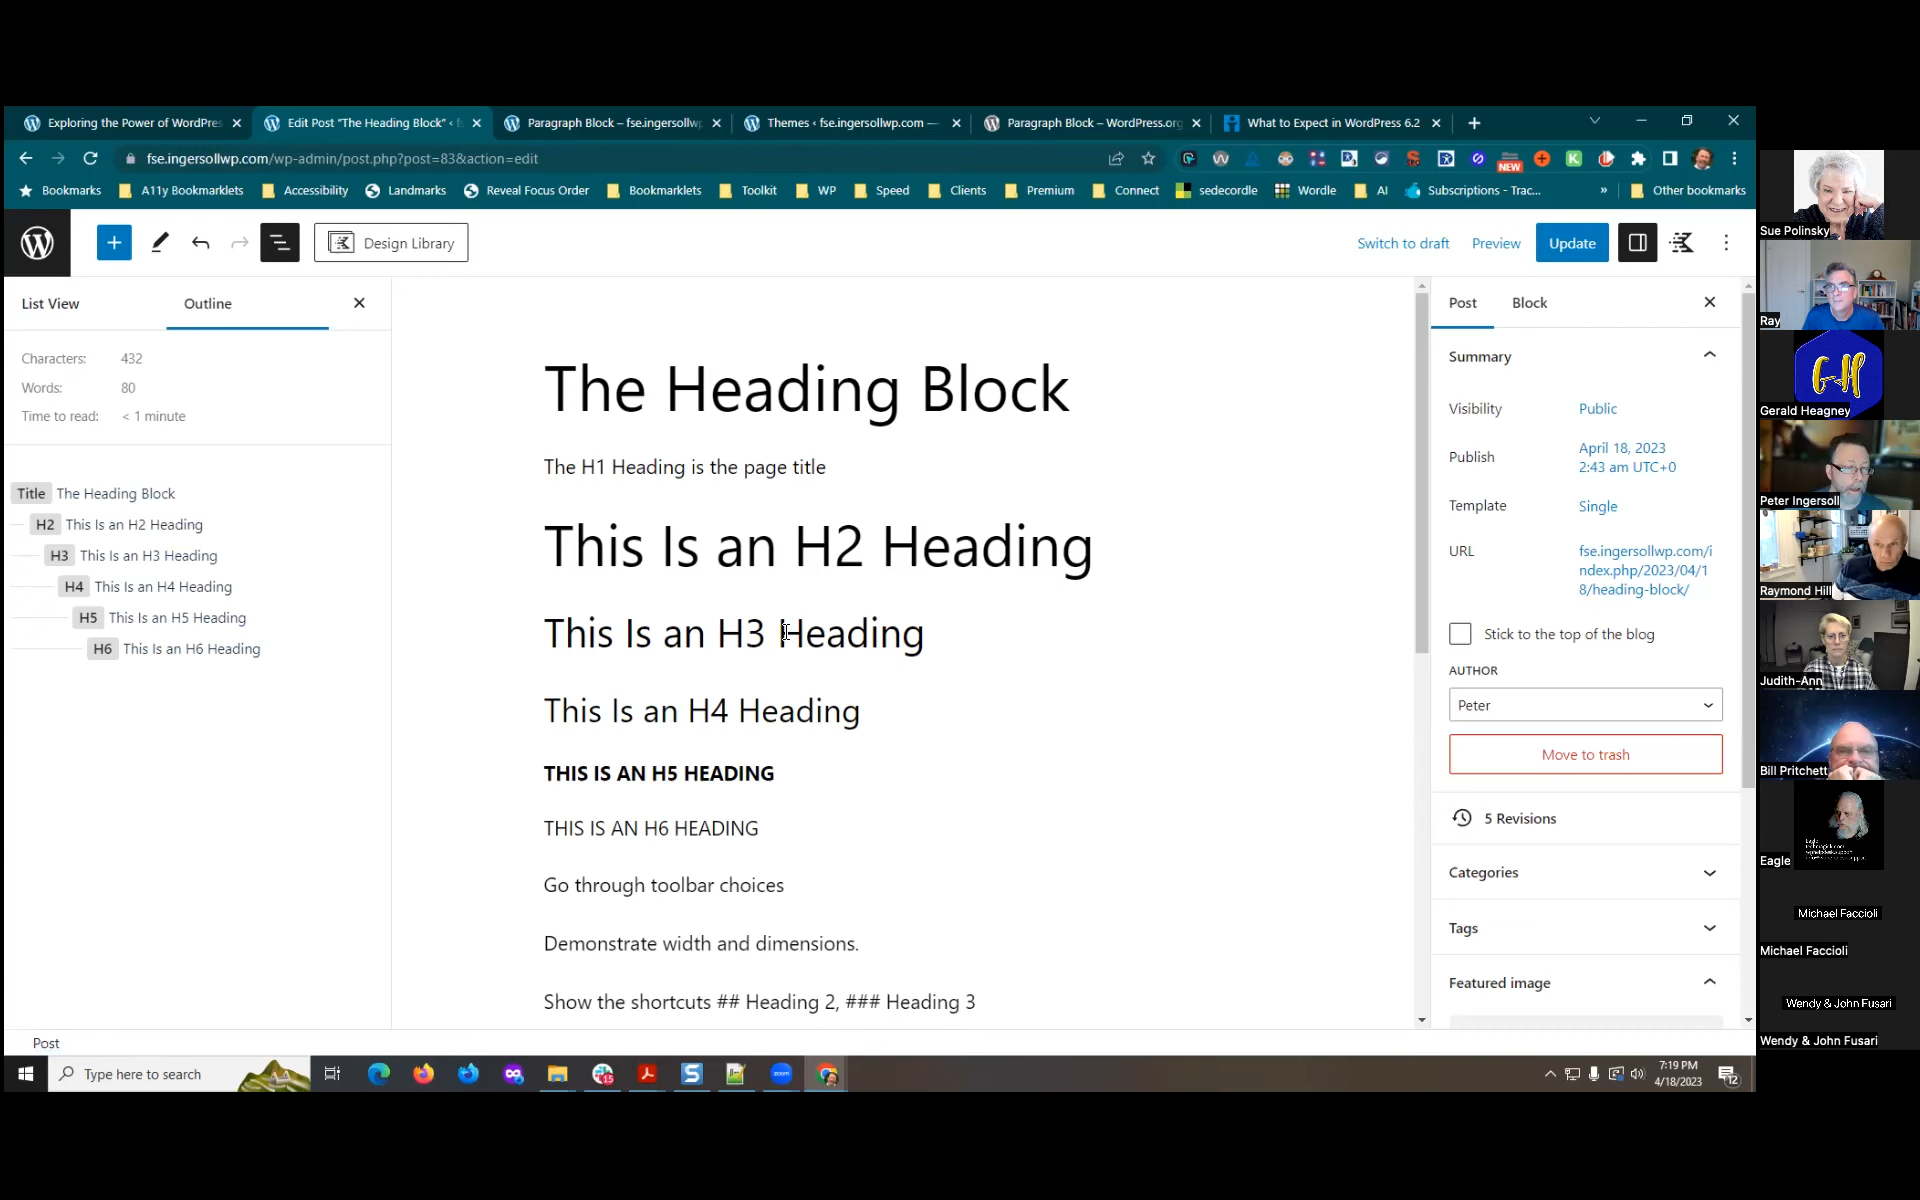 Exploring the Power of WordPres
Edit Post “The Heading Block” ‹ f
Paragraph Block – fse.ingersollw
Themes ‹ fse.ingersollwp.com —
Paragraph Block – WordPress.org
What to Expect in WordPress 6.2
fse.ingersollwp.com/wp-admin/post.php?post=83&action=edit
NEW
Bookmarks
A11y Bookmarklets
Accessibility
Landmarks
Reveal Focus Order
Bookmarklets
Toolkit
WP
Speed
Clients
Premium
Connect
sedecordle
Wordle
AI
Subscriptions - Trac...
»
Other bookmarks
Design Library
Switch to draft
Preview
Update
List View
Outline
Characters: 432
Words: 80
Time to read: < 1 minute
Title The Heading Block
H2 This Is an H2 Heading
H3 This Is an H3 Heading
H4 This Is an H4 Heading
H5 This Is an H5 Heading
H6 This Is an H6 Heading
The Heading Block
The H1 Heading is the page title
This Is an H2 Heading
This Is an H3 Heading
This Is an H4 Heading
THIS IS AN H5 HEADING
THIS IS AN H6 HEADING
Go through toolbar choices
Demonstrate width and dimensions.
Show the shortcuts ## Heading 2, ### Heading 3
Post
Block
Summary
Visibility Public
Publish April 18, 2023
2:43 am UTC+0
Template Single
URL fse.ingersollwp.com/i
ndex.php/2023/04/1
8/heading-block/
Stick to the top of the blog
AUTHOR
Peter
Move to trash
5 Revisions
Categories
Tags
Featured image
Post
Type here to search
15
zoom
7:19 PM
4/18/2023
12
Sue Polinsky
Ray
GH
Gerald Heagney
Peter Ingersoll
Raymond Hill
Judith-Ann
Bill Pritchett
Eagle
Michael Faccioli
Michael Faccioli
Wendy & John Fusari
Wendy & John Fusari